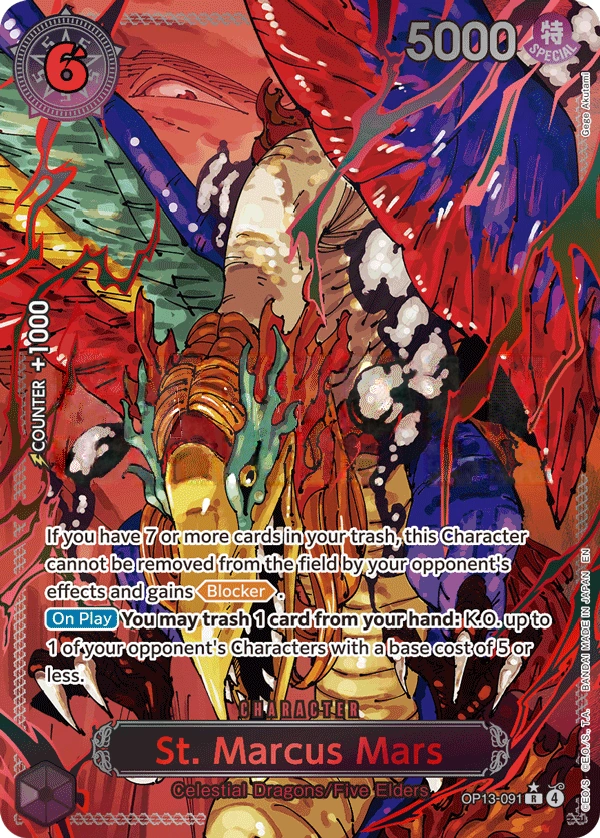 6
5000
特
SPECIAL
Gege Akutami
COUNTER +1000
If you have 7 or more cards in your trash, this Character
cannot be removed from the field by your opponent's
effects and gains Blocker.
On Play You may trash 1 card from your hand: K.O. up to
1 of your opponent's Characters with a base cost of 5 or
less.
CHARACTER
St. Marcus Mars
Celestial Dragons/Five Elders
OP13-091 R 4
©E.O/S ©E.O./S., T.A. BANDAI MADE IN JAPAN EN